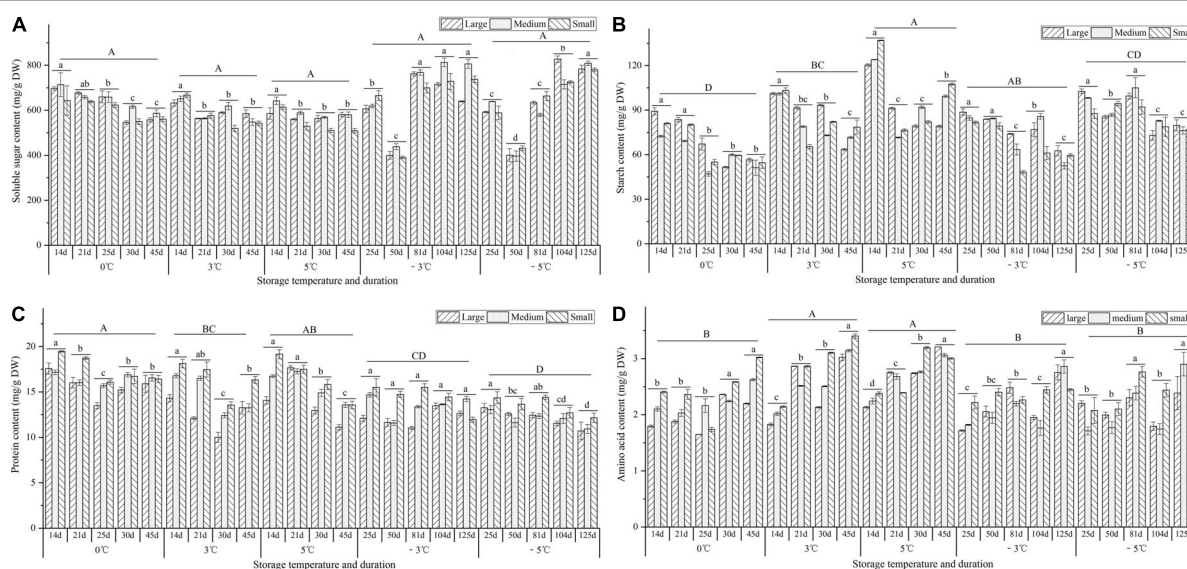 A
Large Medium Small
A A A A A
a ab b c c a b b b a b b b b c a a a b c d c b a
Soluble sugar content (mg/g DW)
800
600
400
200
0
14d 21d 25d 30d 45d 14d 21d 30d 45d 14d 21d 30d 45d 25d 50d 81d 104d 125d 25d 50d 81d 104d 125d
0℃ 3℃ 5℃ - 3℃ - 5℃
Storage temperature and duration
B
Large Medium Sma
D BC A AB CD
a a b b b a bc b c a c c b a a c b c a b a c c
Starch content (mg/g DW)
120
90
60
30
0
14d 21d 25d 30d 45d 14d 21d 30d 45d 14d 21d 30d 45d 25d 50d 81d 104d 125d 25d 50d 81d 104d 125d
0℃ 3℃ 5℃ - 3℃ - 5℃
Storage temperature and duration
C
Large Medium Small
A BC AB CD D
a b c b b a ab c b a a b c a a a a a a bc ab cd d
Protein content (mg/g DW)
20
15
10
5
0
14d 21d 25d 30d 45d 14d 21d 30d 45d 14d 21d 30d 45d 25d 50d 81d 104d 125d 25d 50d 81d 104d 125d
0℃ 3℃ 5℃ - 3℃ - 5℃
Storage temperature and duration
D
large medium small
B A A B B
b b b a a c b b a d c b a c bc b c a b b a b a
Amino acid content (mg/g DW)
3
2
1
0
14d 21d 25d 30d 45d 14d 21d 30d 45d 14d 21d 30d 45d 25d 50d 81d 104d 125d 25d 50d 81d 104d 125d
0℃ 3℃ 5℃ - 3℃ - 5℃
Storage temperature and duration